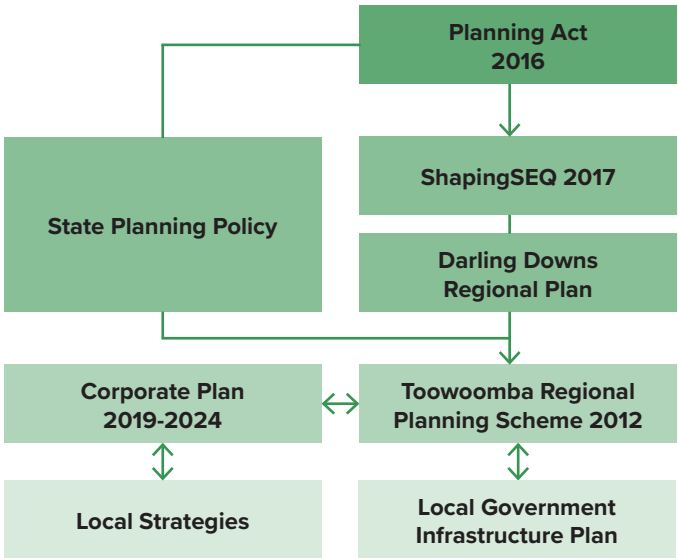 Planning Act
2016
ShapingSEQ 2017
State Planning Policy
Darling Downs
Regional Plan
Corporate Plan
2019-2024
Toowoomba Regional
Planning Scheme 2012
Local Strategies
Local Government
Infrastructure Plan